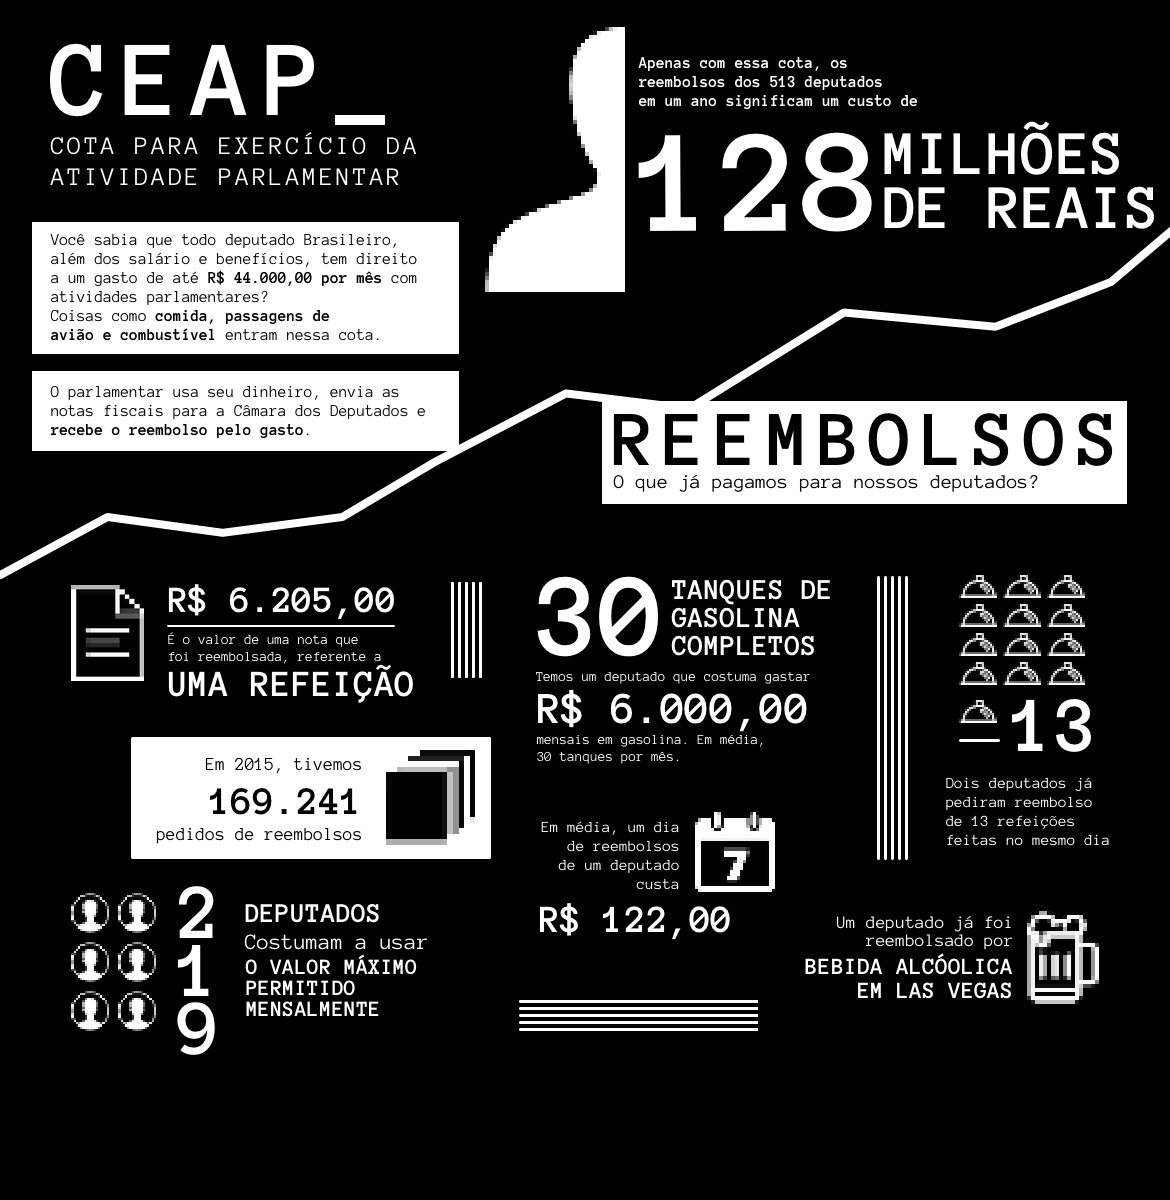 CEAP_
COTA PARA EXERCÍCIO DA
ATIVIDADE PARLAMENTAR
Você sabia que todo deputado Brasileiro,
além dos salário e benefícios, tem direito
a um gasto de até R$ 44.000,00 por mês com
atividades parlamentares?
Coisas como comida, passagens de
avião e combustível entram nessa cota.
O parlamentar usa seu dinheiro, envia as
notas fiscais para a Câmara dos Deputados e
recebe o reembolso pelo gasto.
Apenas com essa cota, os
reembolsos dos 513 deputados
em um ano significam um custo de
128 MILHÕES
DE REAIS
REEMBOLSOS
O que já pagamos para nossos deputados?
R$ 6.205,00
É o valor de uma nota que
foi reembolsada, referente a
UMA REFEIÇÃO
30 TANQUES DE
GASOLINA
COMPLETOS
Temos um deputado que costuma gastar
R$ 6.000,00
mensais em gasolina. Em média,
30 tanques por mês.
13
Dois deputados já
pediram reembolso
de 13 refeições
feitas no mesmo dia
Em 2015, tivemos
169.241
pedidos de reembolsos
Em média, um dia
de reembolsos
de um deputado
custa
7
R$ 122,00
219
DEPUTADOS
Costumam a usar
O VALOR MÁXIMO
PERMITIDO
MENSALMENTE
Um deputado já foi
reembolsado por
BEBIDA ALCÓOLICA
EM LAS VEGAS